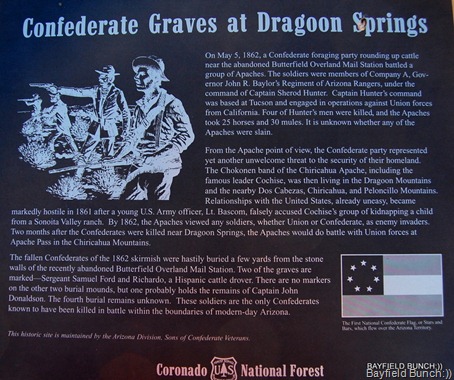 Confederate Graves at Dragoon Springs
On May 5, 1862, a Confederate foraging party rounding up cattle
near the abandoned Butterfield Overland Mail Station battled a
group of Apaches. The soldiers were members of Company A, Gov-
ernor John R. Baylor's Regiment of Arizona Rangers, under the
command of Captain Sherod Hunter. Captain Hunter's command
was based at Tucson and engaged in operations against Union forces
from California. Four of Hunter's men were killed, and the Apaches
took 25 horses and 30 mules. It is unknown whether any of the
Apaches were slain.
From the Apache point of view, the Confederate party represented
yet another unwelcome threat to the security of their homeland.
The Chokonen band of the Chiricahua Apache, including the
famous leader Cochise, was then living in the Dragoon Mountains
and the nearby Dos Cabezas, Chiricahua, and Peloncillo Mountains.
Relationships with the United States, already uneasy, became
markedly hostile in 1861 after a young U.S. Army officer, Lt. Bascom, falsely accused Cochise's group of kidnapping a child
from a Sonoita Valley ranch. By 1862, the Apaches viewed any soldiers, whether Union or Confederate, as enemy invaders.
Two months after the Confederates were killed near Dragoon Springs, the Apaches would do battle with Union forces at
Apache Pass in the Chiricahua Mountains.
The fallen Confederates of the 1862 skirmish were hastily buried a few yards from the stone
walls of the recently abandoned Butterfield Overland Mail Station. Two of the graves are
marked—Sergeant Samuel Ford and Richardo, a Hispanic cattle drover. There are no markers
on the other two burial mounds, but one probably holds the remains of Captain John
Donaldson. The fourth burial remains unknown. These soldiers are the only Confederates
known to have been killed in battle within the boundaries of modern-day Arizona.
The First National Confederate Flag, or Stars and
Bars, which flew over the Arizona Territory.
This historic site is maintained by the Arizona Division, Sons of Confederate Veterans.
Coronado UAS National Forest
BAYFIELD BUNCH:))
Bayfield Bunch:))